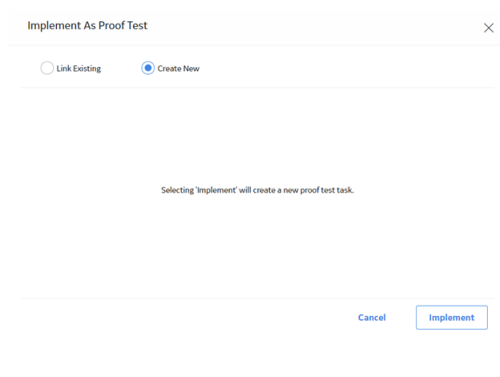 Implement As Proof Test
Link Existing
Create New
Selecting 'Implement' will create a new proof test task.
Cancel
Implement